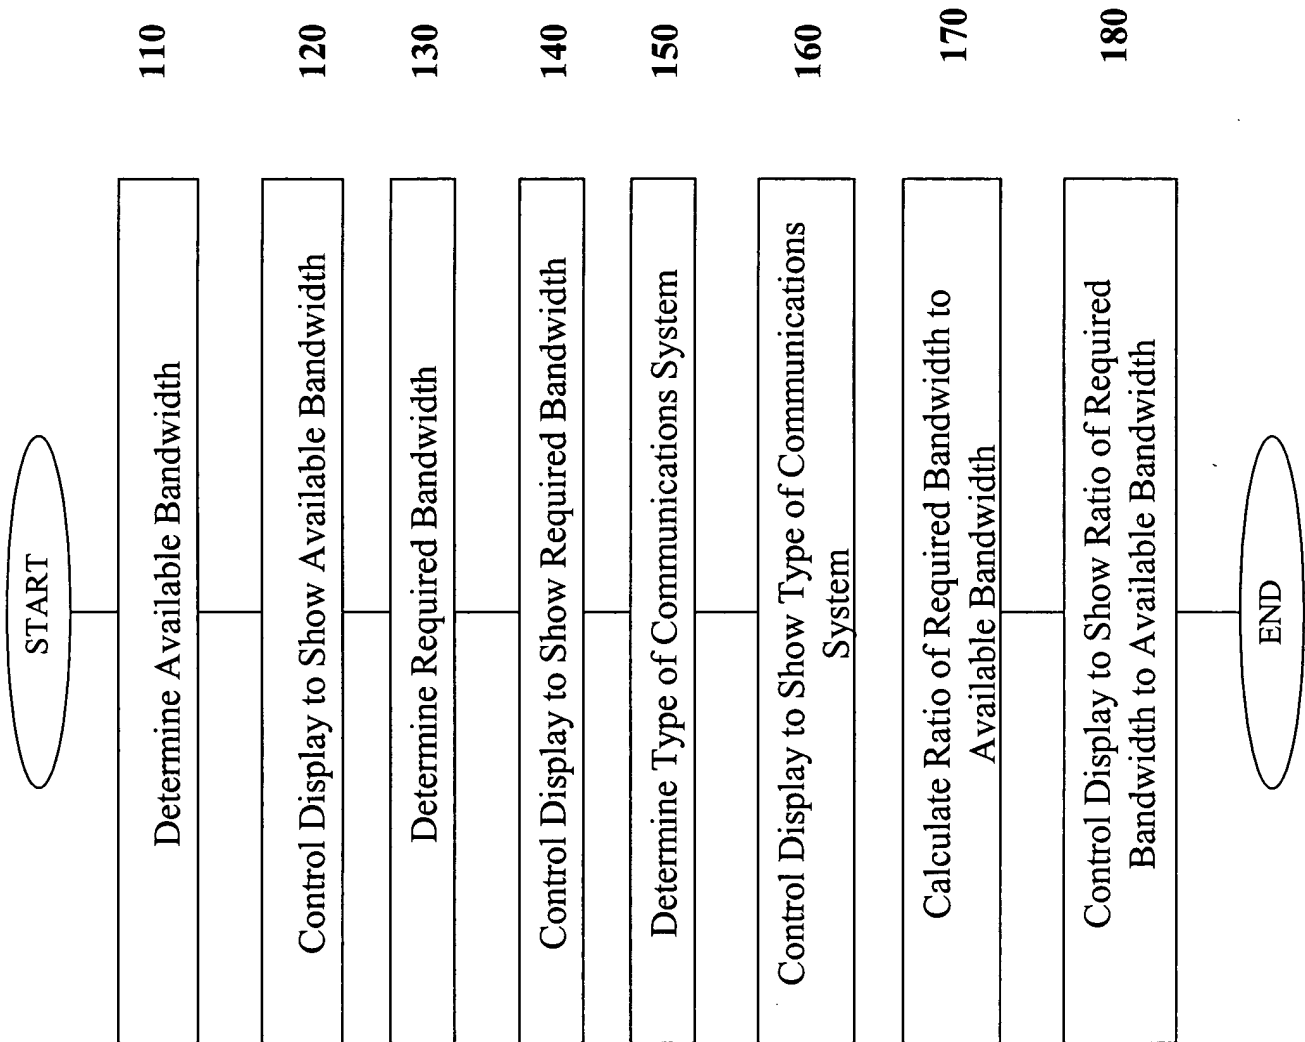 START
Determine Available Bandwidth
110
Control Display to Show Available Bandwidth
120
Determine Required Bandwidth
130
Control Display to Show Required Bandwidth
140
Determine Type of Communications System
150
Control Display to Show Type of Communications
System
160
Calculate Ratio of Required Bandwidth to
Available Bandwidth
170
Control Display to Show Ratio of Required
Bandwidth to Available Bandwidth
180
END